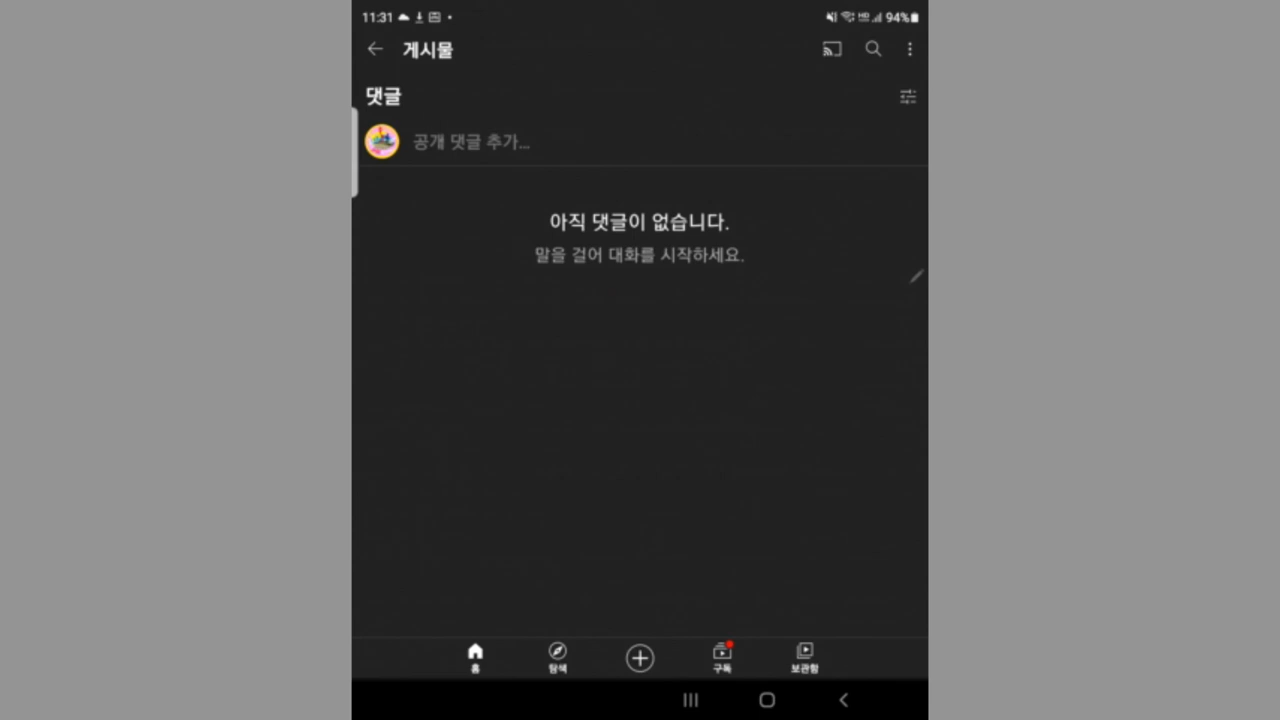 11:31 94%
게시물
댓글
공개 댓글 추가...
아직 댓글이 없습니다.
말을 걸어 대화를 시작하세요.
홈 탐색 구독 보관함